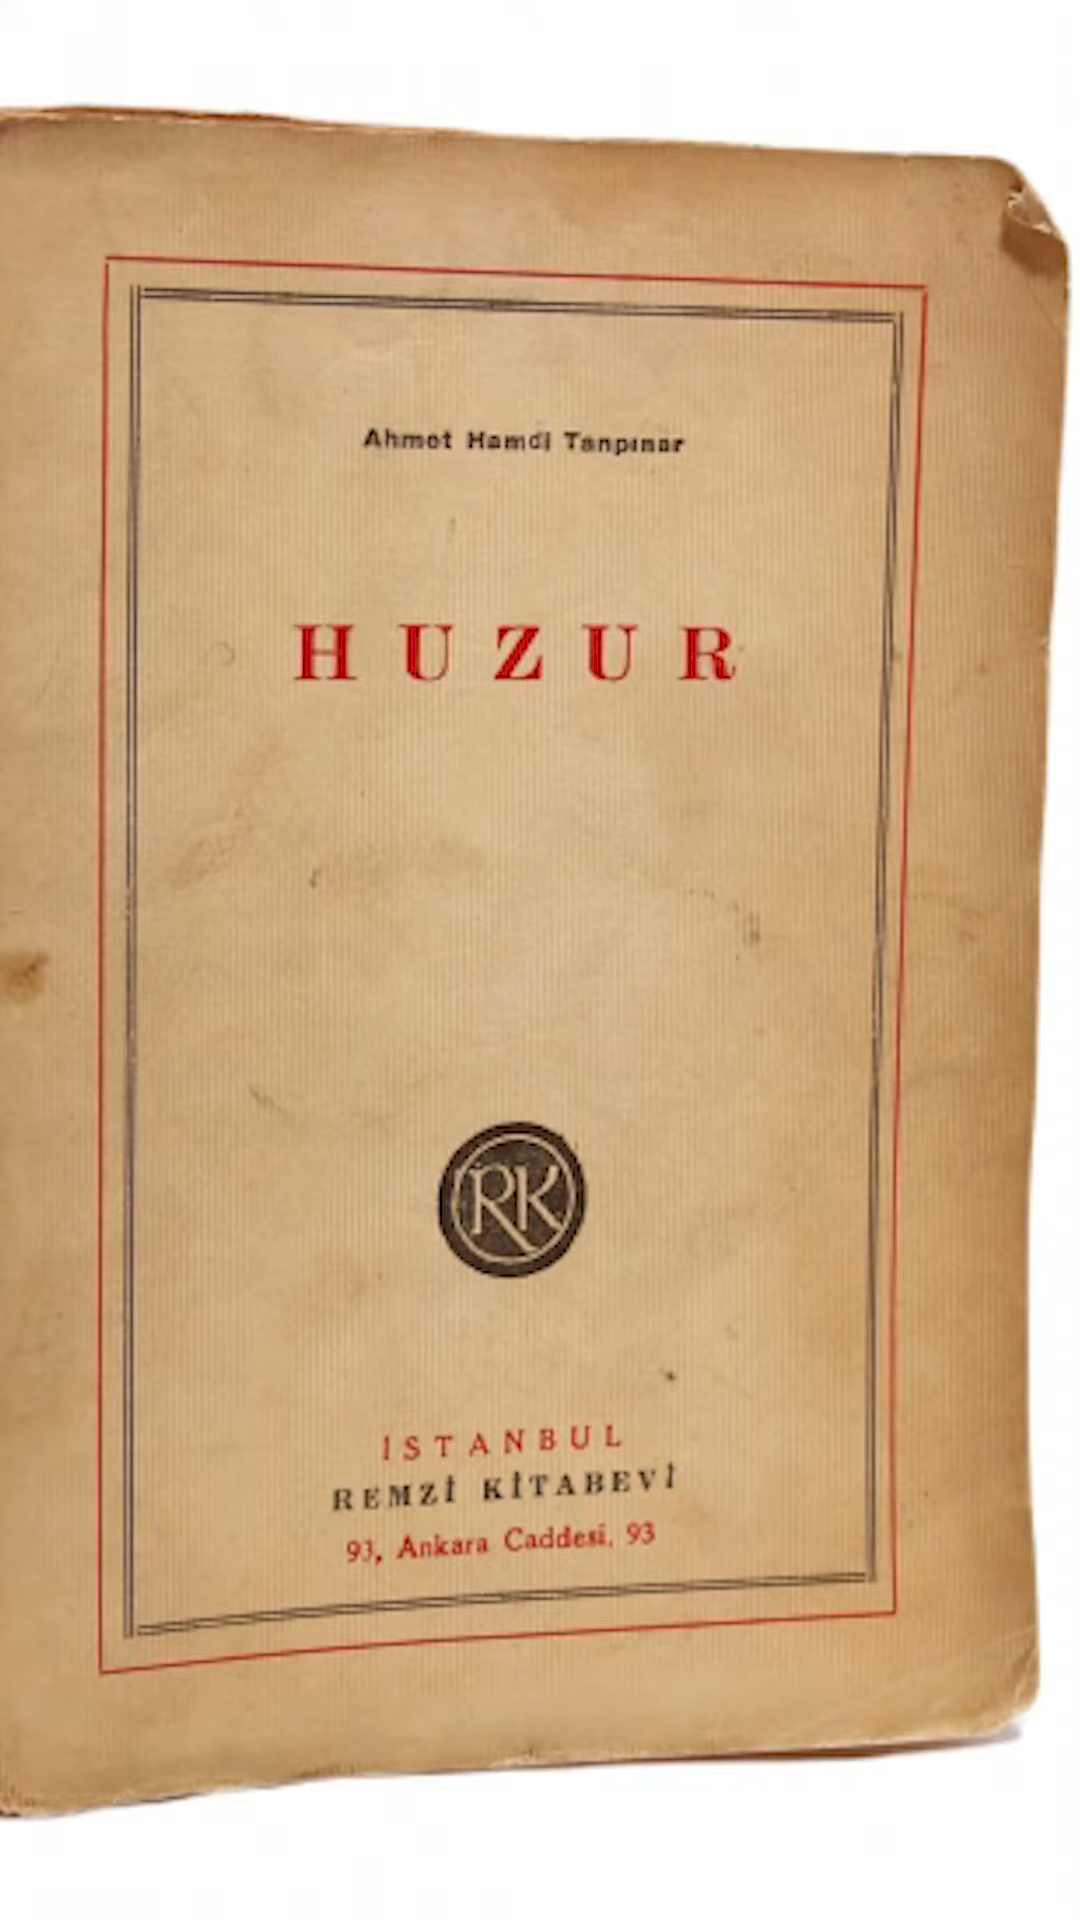 Ahmet Hamdi Tanpınar
HUZUR
RK
İSTANBUL
REMZİ KİTABEVİ
93, Ankara Caddesi, 93